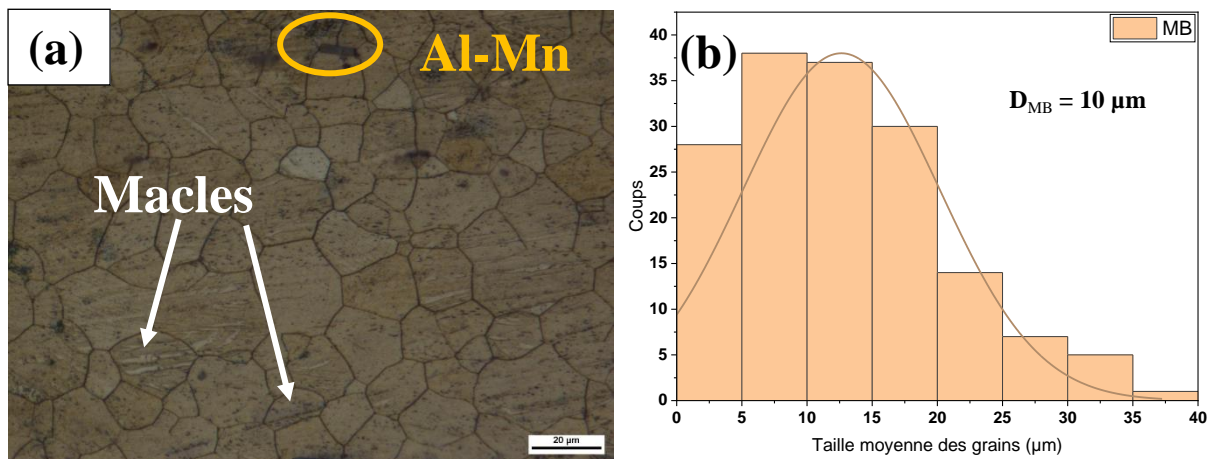 (a)
Al-Mn
Macles
20 µm
(b)
MB
D_MB = 10 µm
Coups
40
35
30
25
20
15
10
5
0
0 5 10 15 20 25 30 35 40
Taille moyenne des grains (µm)